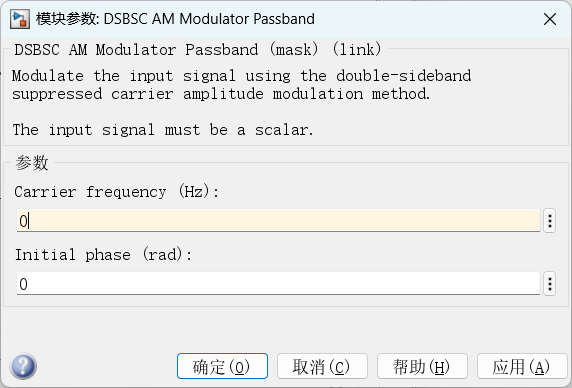 模块参数: DSBSC AM Modulator Passband
DSBSC AM Modulator Passband (mask) (link)
Modulate the input signal using the double-sideband
suppressed carrier amplitude modulation method.
The input signal must be a scalar.
参数
Carrier frequency (Hz):
0
Initial phase (rad):
0
确定(O) 取消(C) 帮助(H) 应用(A)